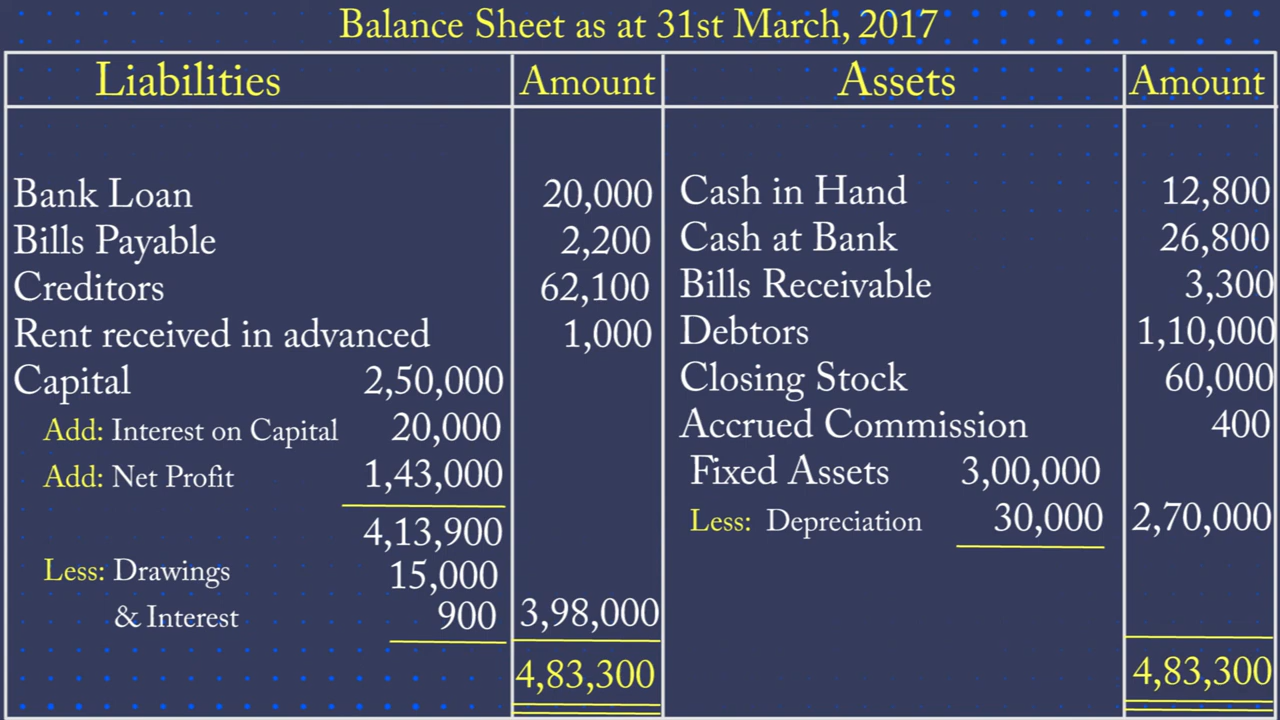 Balance Sheet as at 31st March, 2017
Liabilities Amount Assets Amount
Bank Loan 20,000 Cash in Hand 12,800
Bills Payable 2,200 Cash at Bank 26,800
Creditors 62,100 Bills Receivable 3,300
Rent received in advanced 1,000 Debtors 1,10,000
Capital 2,50,000 Closing Stock 60,000
Add: Interest on Capital 20,000 Accrued Commission 400
Add: Net Profit 1,43,000 Fixed Assets 3,00,000
4,13,900 Less: Depreciation 30,000 2,70,000
Less: Drawings 15,000
& Interest 900 3,98,000
4,83,300 4,83,300